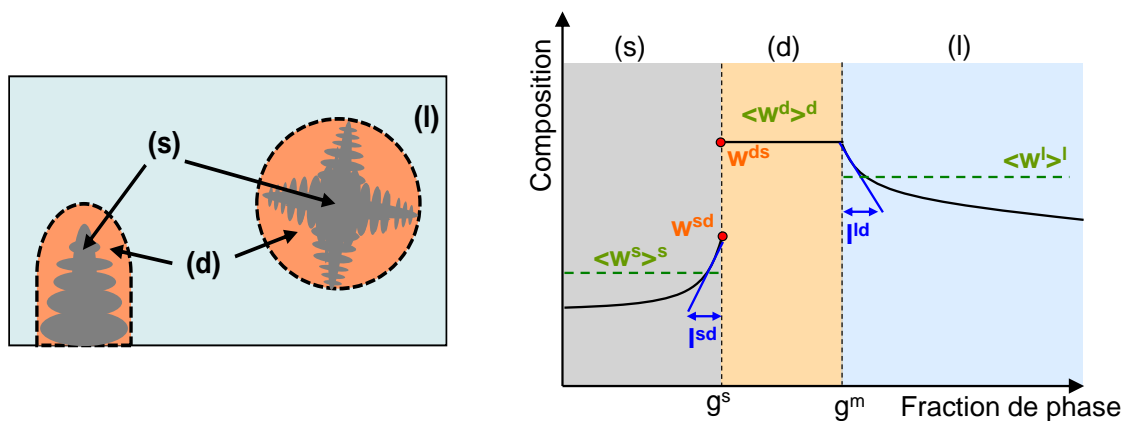 (l)
(s)
(d)
Composition
(s)
(d)
(l)
<w^d>^d
w^ds
<w^l>^l
w^sd
l^ld
<w^s>^s
l^sd
g^s
g^m
Fraction de phase